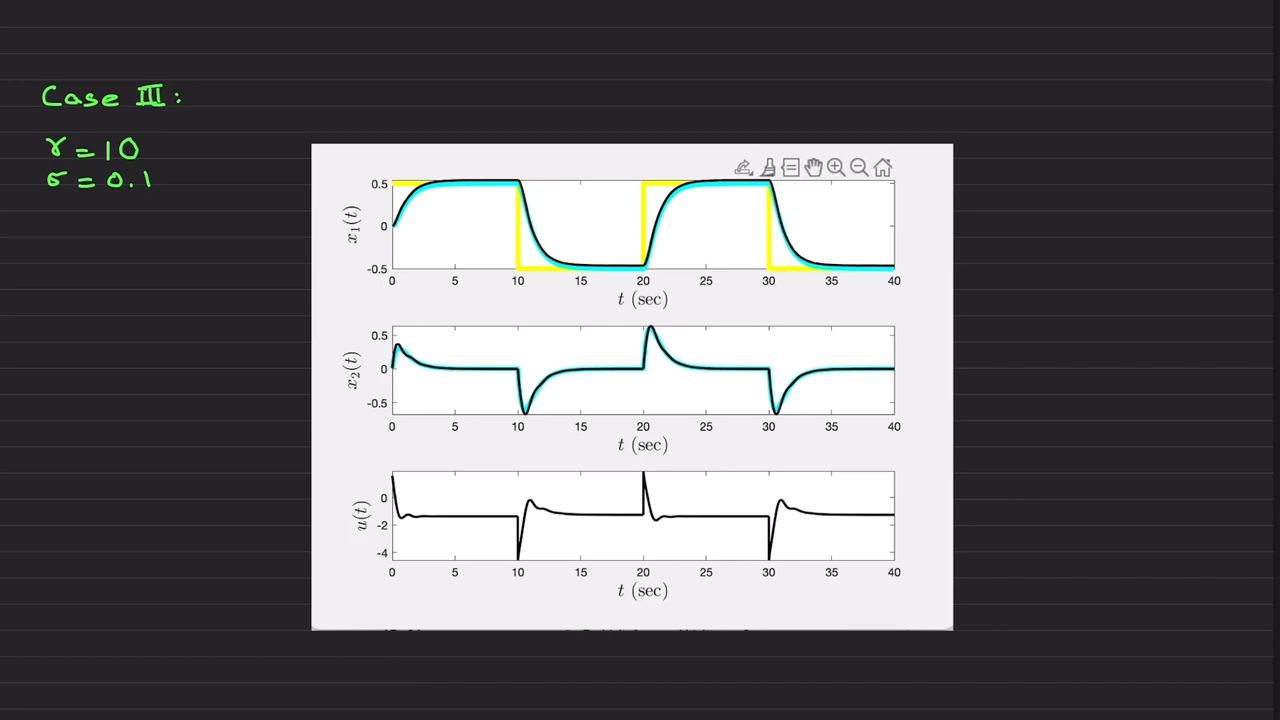 Case III:
γ = 10
σ = 0.1
0.5
0
-0.5
x₁(t)
0 5 10 15 20 25 30 35 40
t (sec)
0.5
0
-0.5
x₂(t)
0 5 10 15 20 25 30 35 40
t (sec)
0
-2
-4
u(t)
0 5 10 15 20 25 30 35 40
t (sec)